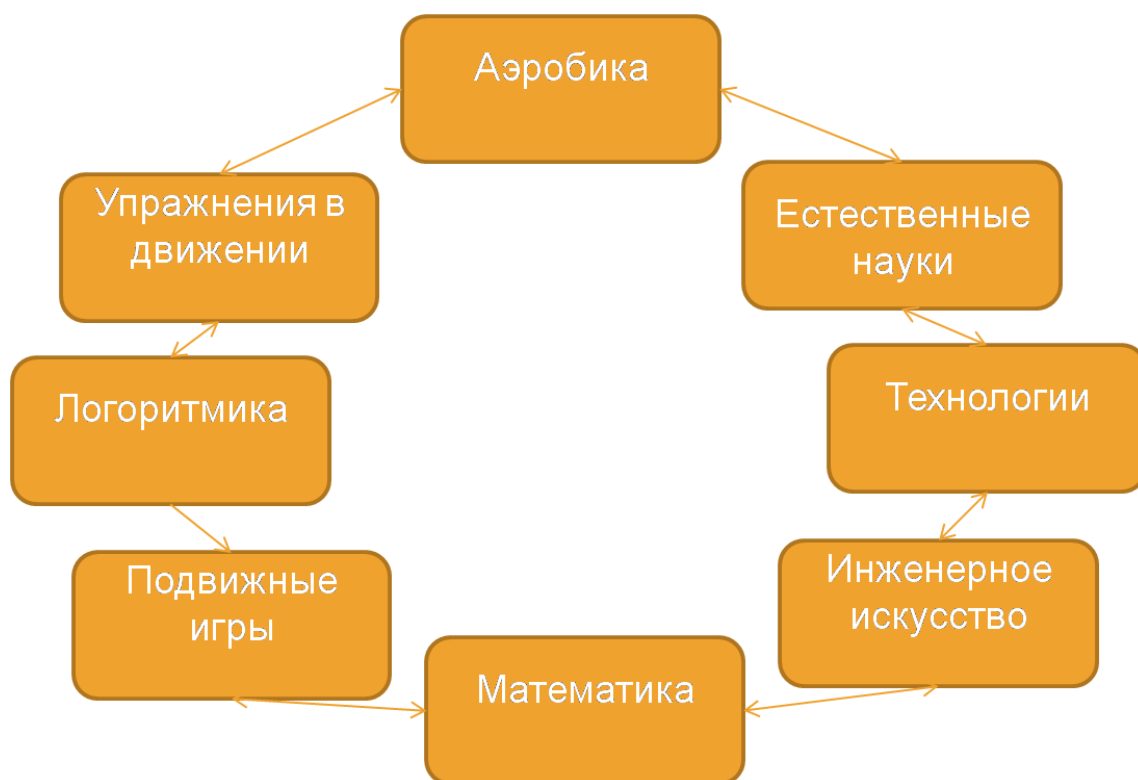 Аэробика
Упражнения в
движении
Естественные
науки
Логоритмика
Технологии
Подвижные
игры
Инженерное
искусство
Математика